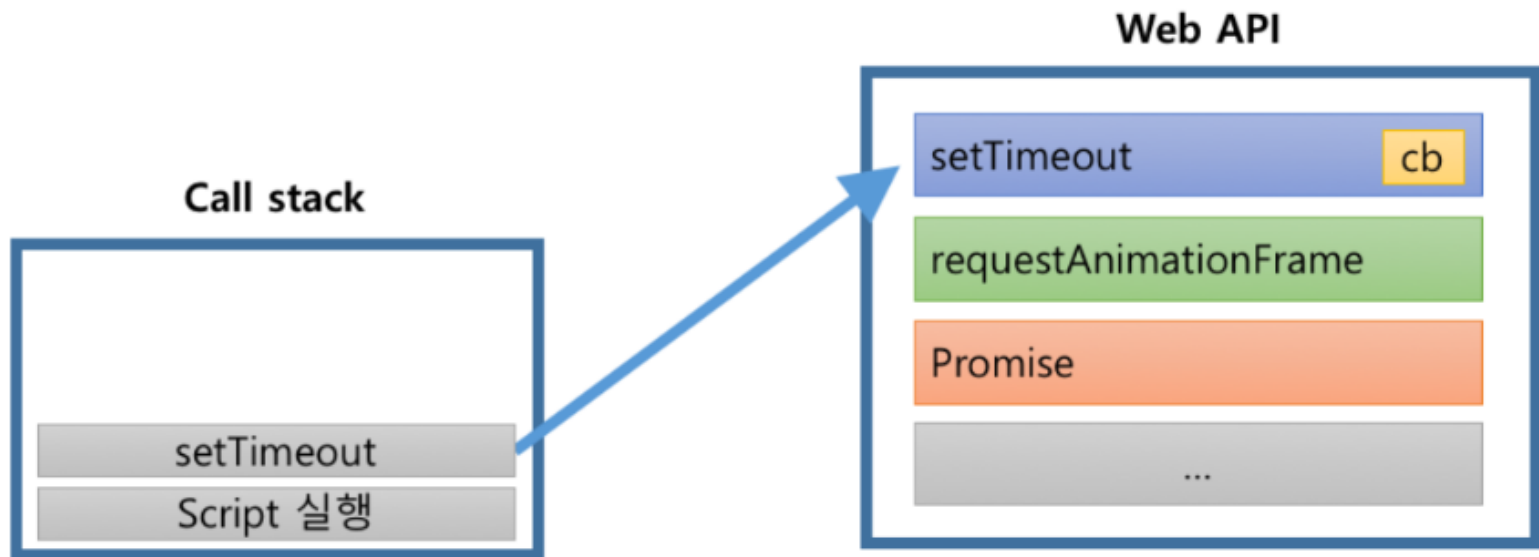 Web API
setTimeout
cb
requestAnimationFrame
Promise
...
Call stack
setTimeout
Script 실행